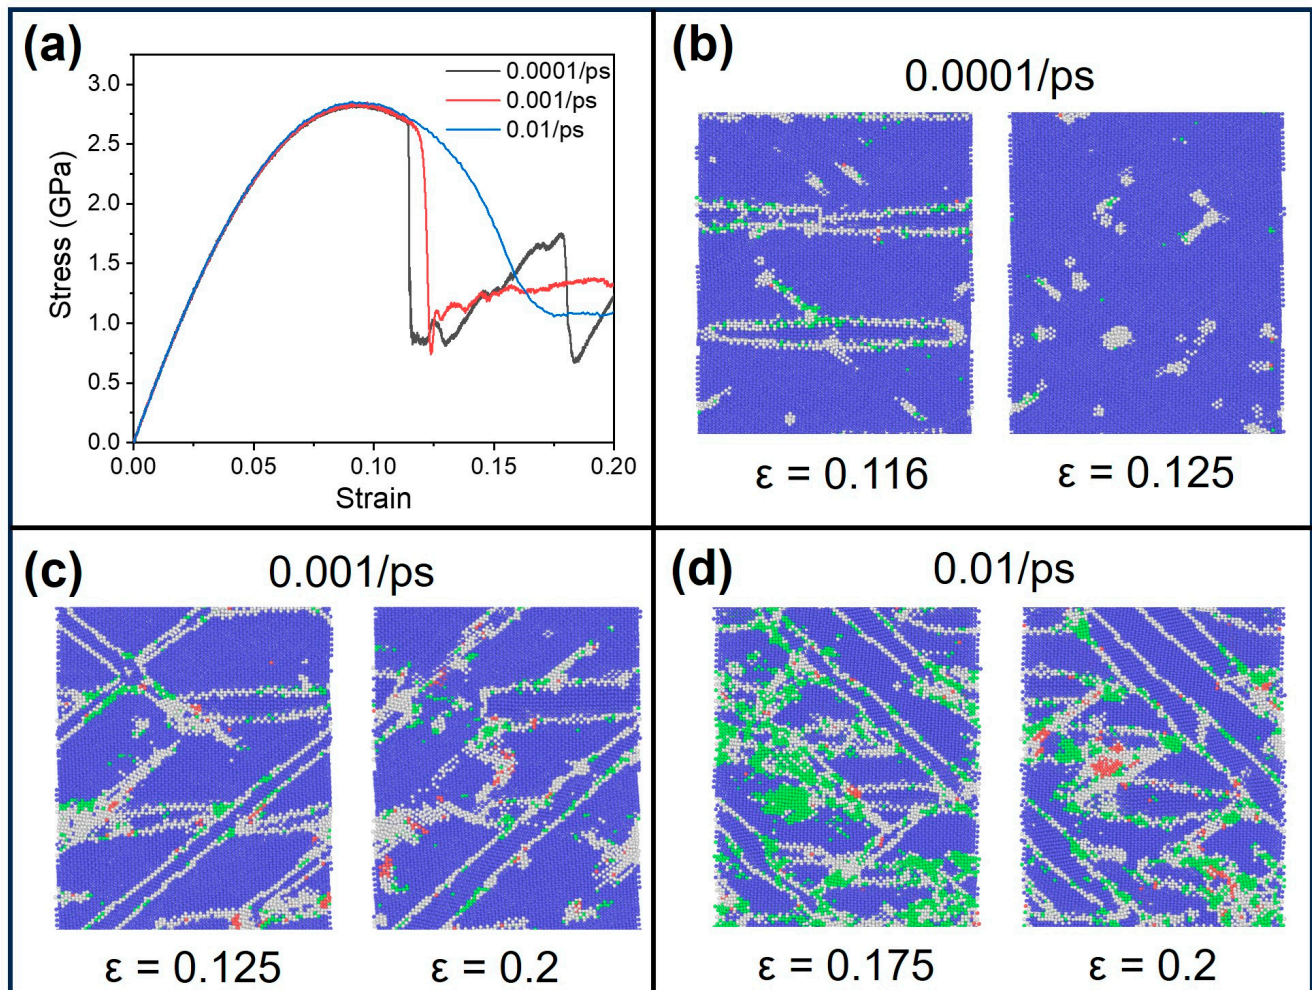 (a)
0.0001/ps
0.001/ps
0.01/ps
Stress (GPa)
3.0
2.5
2.0
1.5
1.0
0.5
0.0
0.00 0.05 0.10 0.15 0.20
Strain
(b)
0.0001/ps
ε = 0.116 ε = 0.125
(c)
0.001/ps
ε = 0.125 ε = 0.2
(d)
0.01/ps
ε = 0.175 ε = 0.2